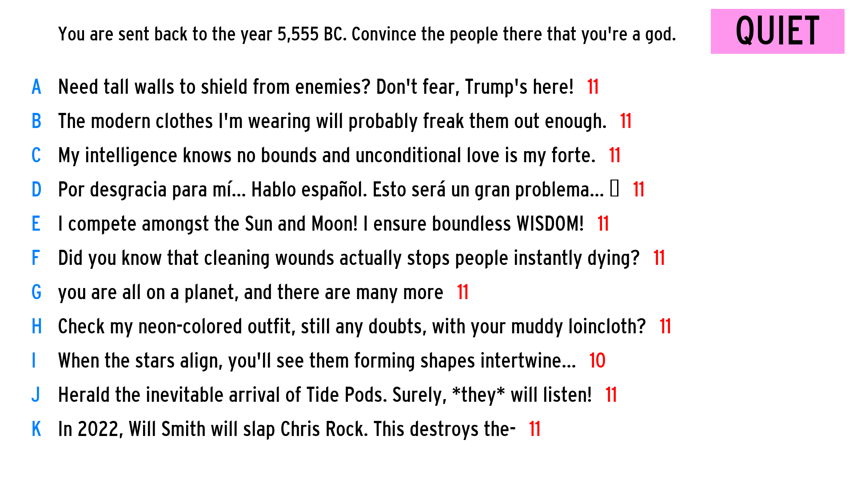 You are sent back to the year 5,555 BC. Convince the people there that you're a god.
QUIET
A Need tall walls to shield from enemies? Don't fear, Trump's here! 11
B The modern clothes I'm wearing will probably freak them out enough. 11
C My intelligence knows no bounds and unconditional love is my forte. 11
D Por desgracia para mí... Hablo español. Esto será un gran problema... 11
E I compete amongst the Sun and Moon! I ensure boundless WISDOM! 11
F Did you know that cleaning wounds actually stops people instantly dying? 11
G you are all on a planet, and there are many more 11
H Check my neon-colored outfit, still any doubts, with your muddy loincloth? 11
I When the stars align, you'll see them forming shapes intertwine... 10
J Herald the inevitable arrival of Tide Pods. Surely, *they* will listen! 11
K In 2022, Will Smith will slap Chris Rock. This destroys the- 11